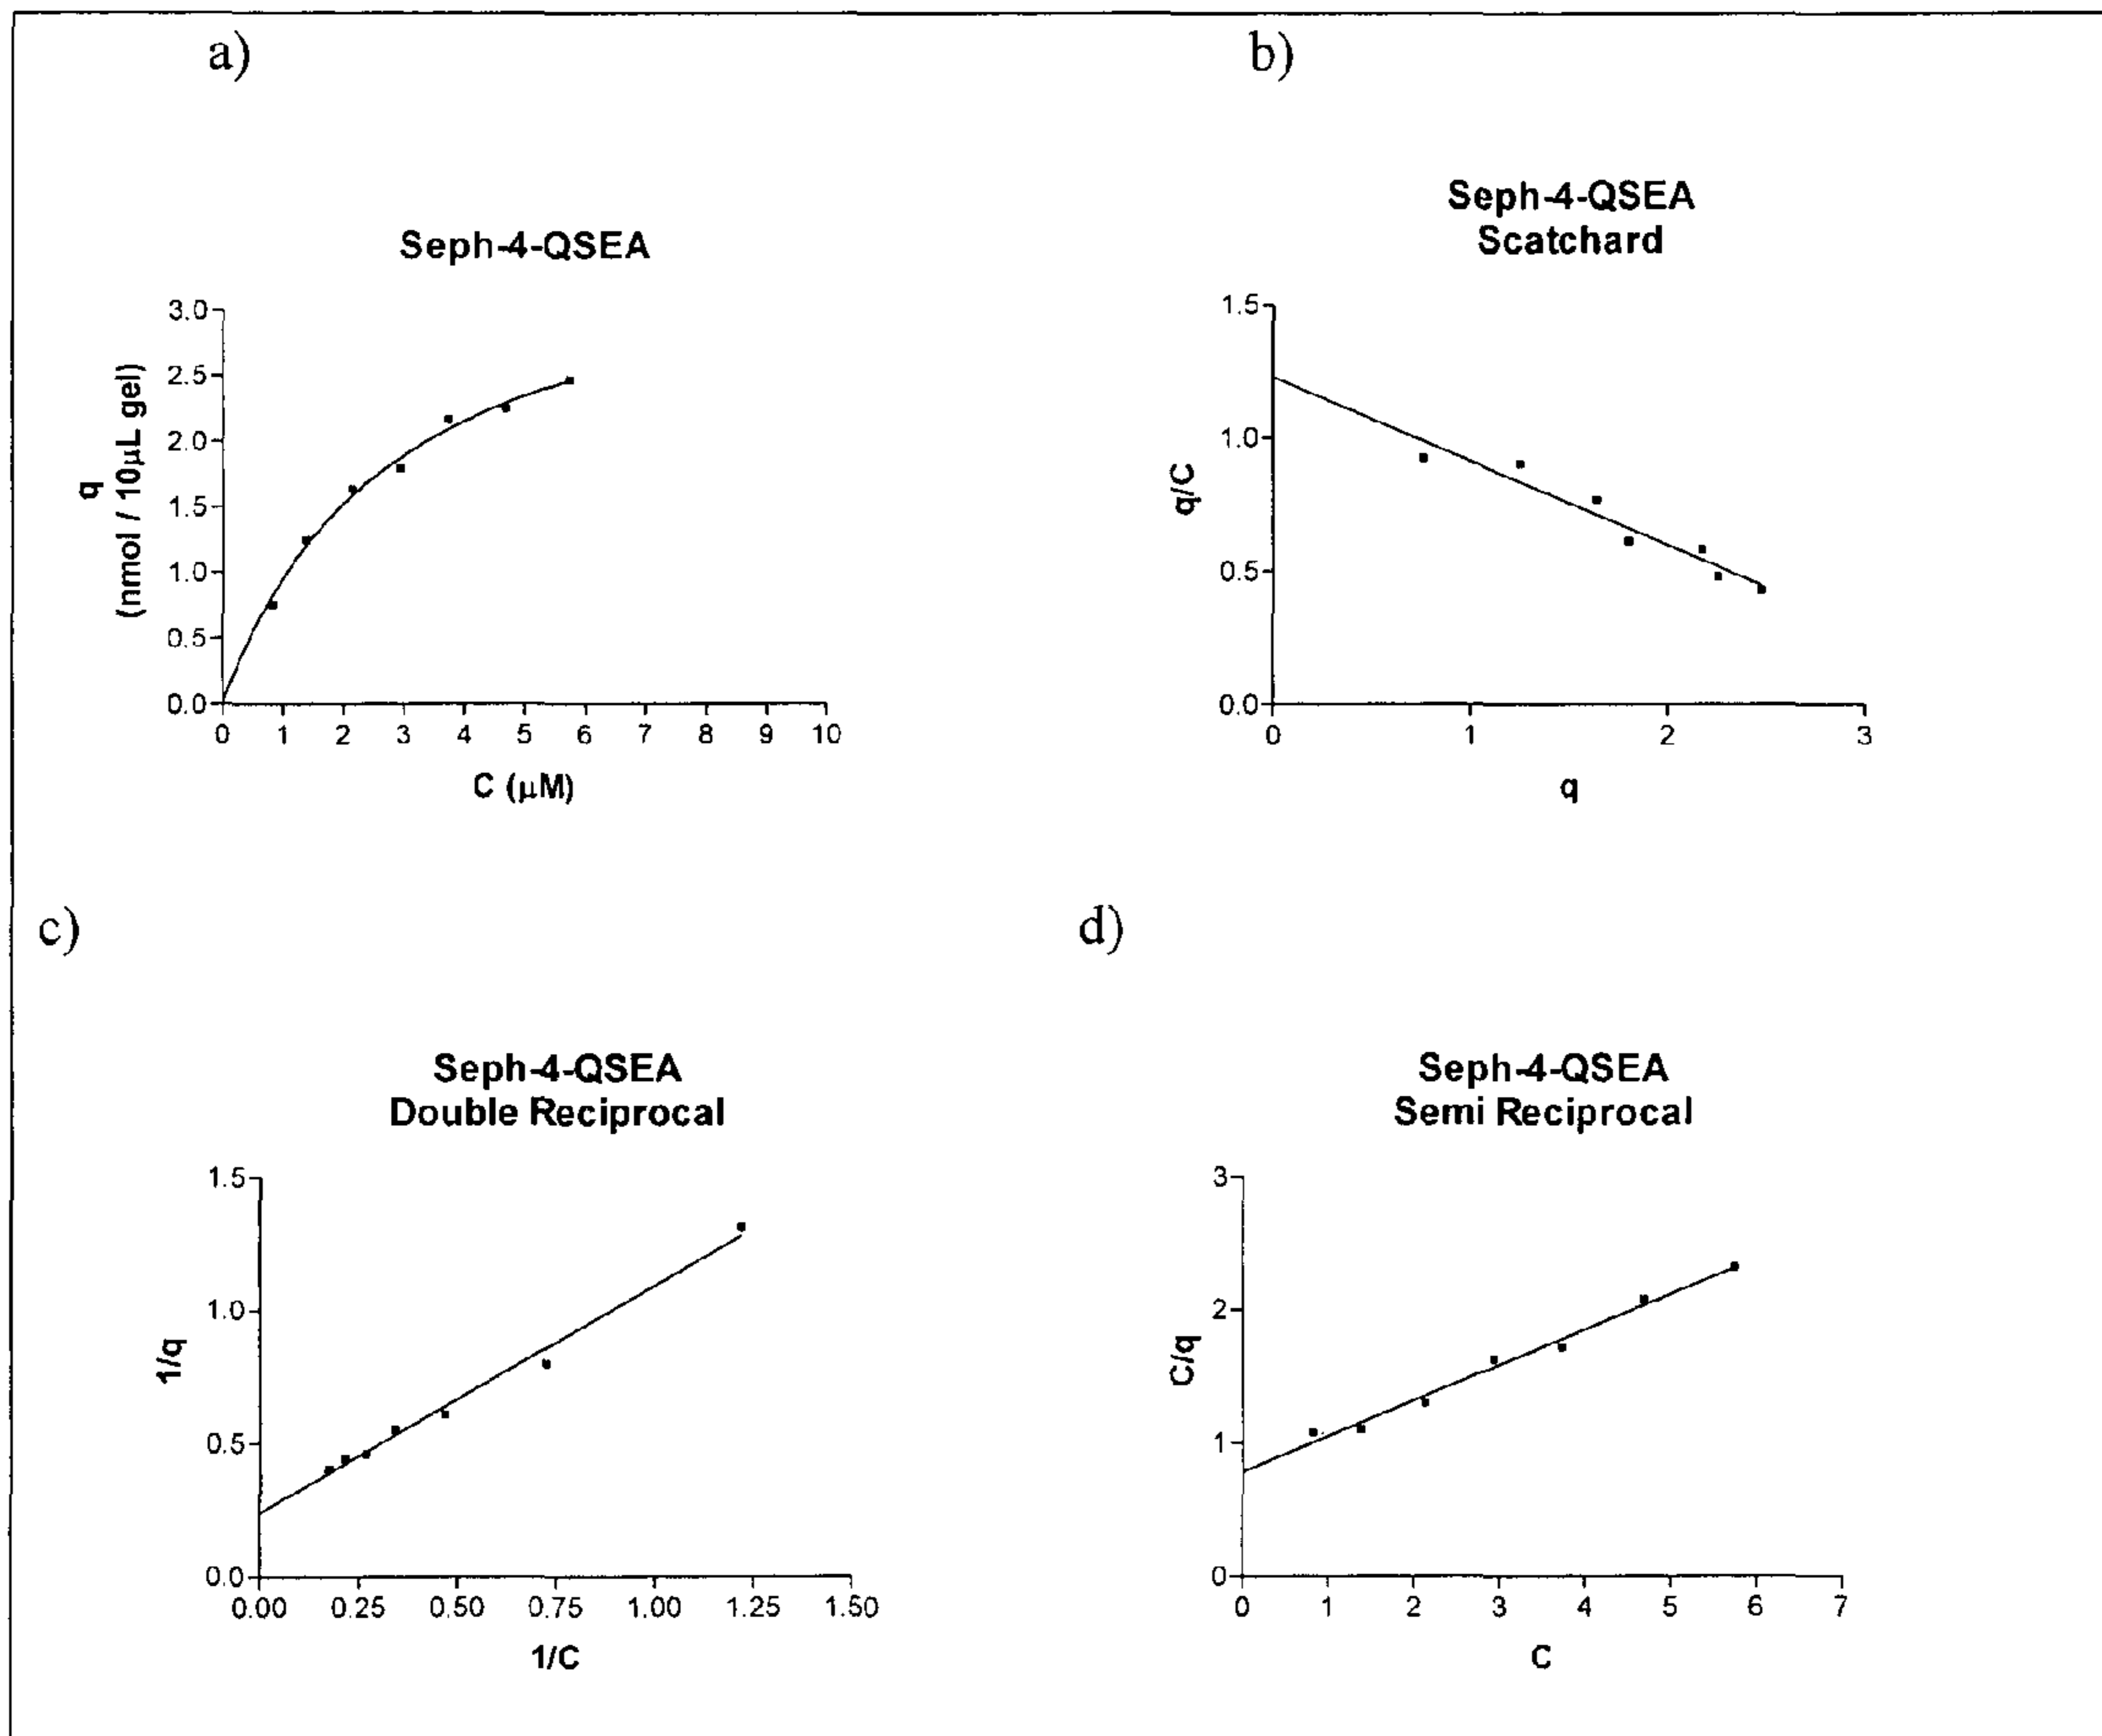 a)
Seph-4-QSEA
q
(nmol / 10μL gel)
3.0
2.5
2.0
1.5
1.0
0.5
0.0
0 1 2 3 4 5 6 7 8 9 10
C (μM)
b)
Seph-4-QSEA
Scatchard
q/C
1.5
1.0
0.5
0.0
0 1 2 3
q
c)
Seph-4-QSEA
Double Reciprocal
1/q
1.5
1.0
0.5
0.0
0.00 0.25 0.50 0.75 1.00 1.25 1.50
1/C
d)
Seph-4-QSEA
Semi Reciprocal
C/q
3
2
1
0
0 1 2 3 4 5 6 7
C